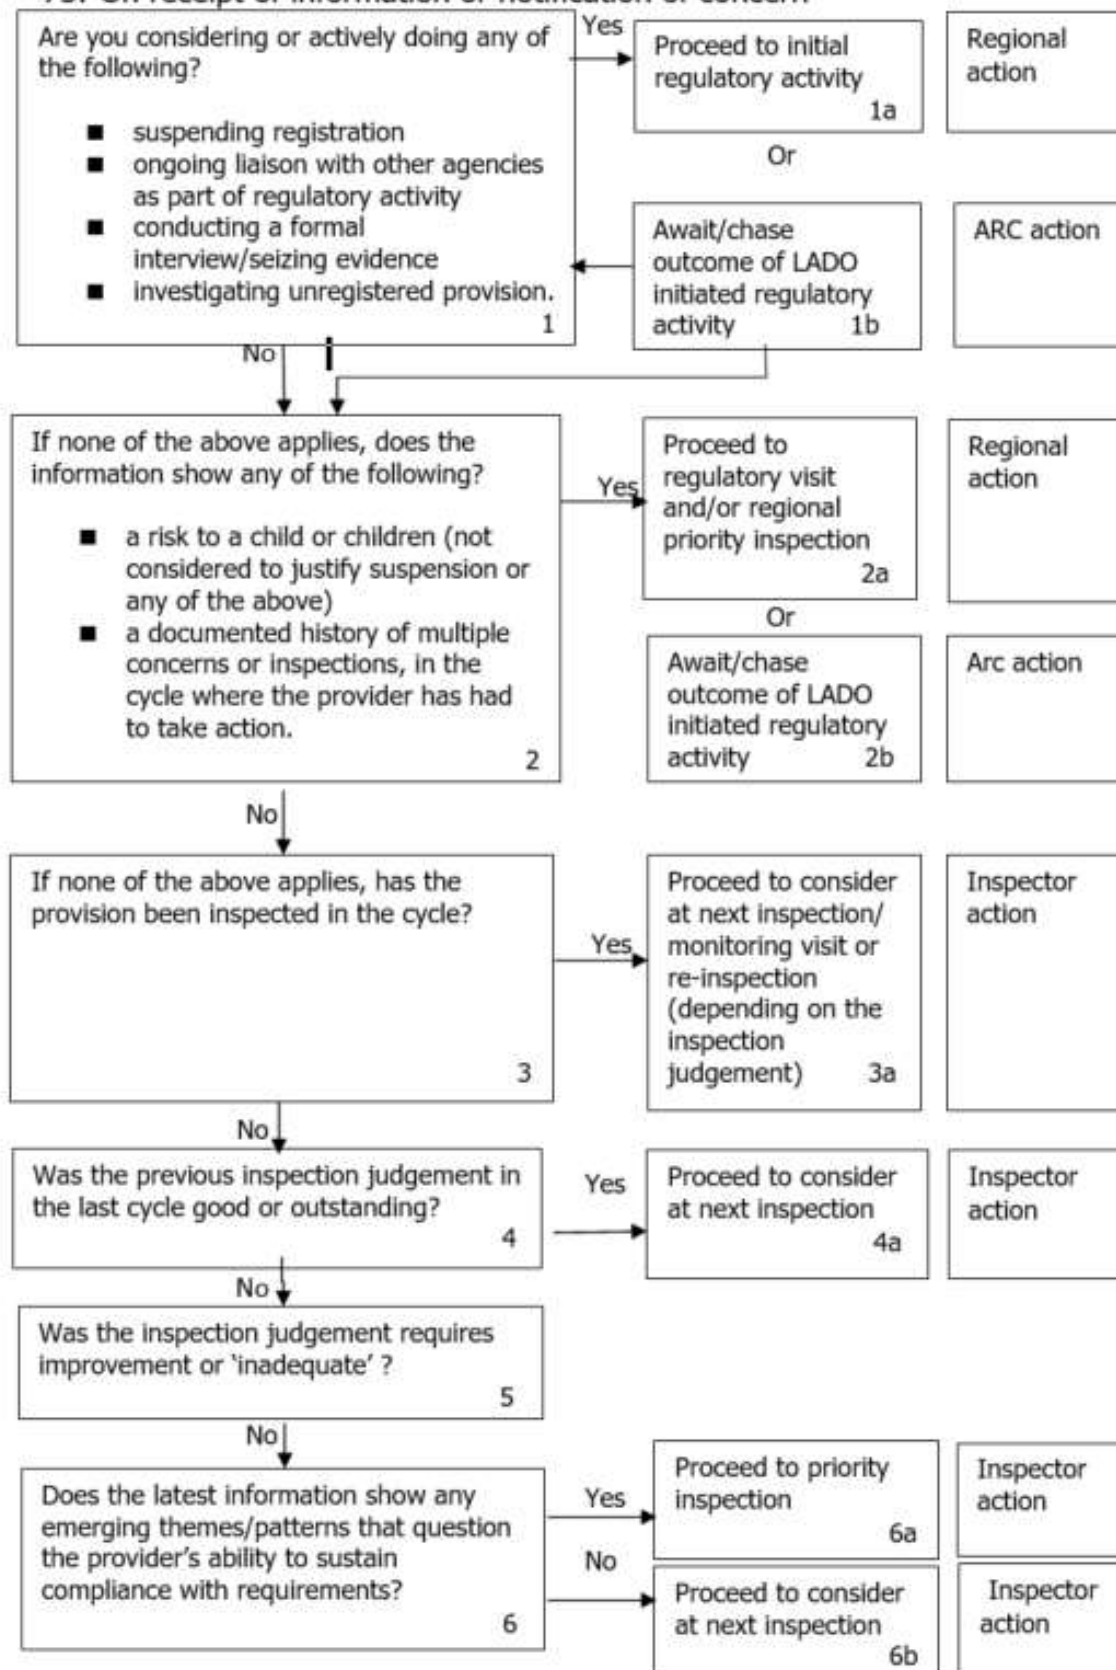 Are you considering or actively doing any of
the following?
■ suspending registration
■ ongoing liaison with other agencies
as part of regulatory activity
■ conducting a formal
interview/seizing evidence
■ investigating unregistered provision.
1
Yes
Proceed to initial
regulatory activity
1a
Regional
action
Or
Await/chase
outcome of LADO
initiated regulatory
activity 1b
ARC action
No
If none of the above applies, does the
information show any of the following?
■ a risk to a child or children (not
considered to justify suspension or
any of the above)
■ a documented history of multiple
concerns or inspections, in the
cycle where the provider has had
to take action.
2
Yes
Proceed to
regulatory visit
and/or regional
priority inspection
2a
Regional
action
Or
Await/chase
outcome of LADO
initiated regulatory
activity 2b
Arc action
No
If none of the above applies, has the
provision been inspected in the cycle?
3
Yes
Proceed to consider
at next inspection/
monitoring visit or
re-inspection
(depending on the
inspection
judgement) 3a
Inspector
action
No
Was the previous inspection judgement in
the last cycle good or outstanding?
4
Yes
Proceed to consider
at next inspection
4a
Inspector
action
No
Was the inspection judgement requires
improvement or ‘inadequate’ ?
5
No
Does the latest information show any
emerging themes/patterns that question
the provider’s ability to sustain
compliance with requirements?
6
Yes
Proceed to priority
inspection
6a
Inspector
action
No
Proceed to consider
at next inspection
6b
Inspector
action